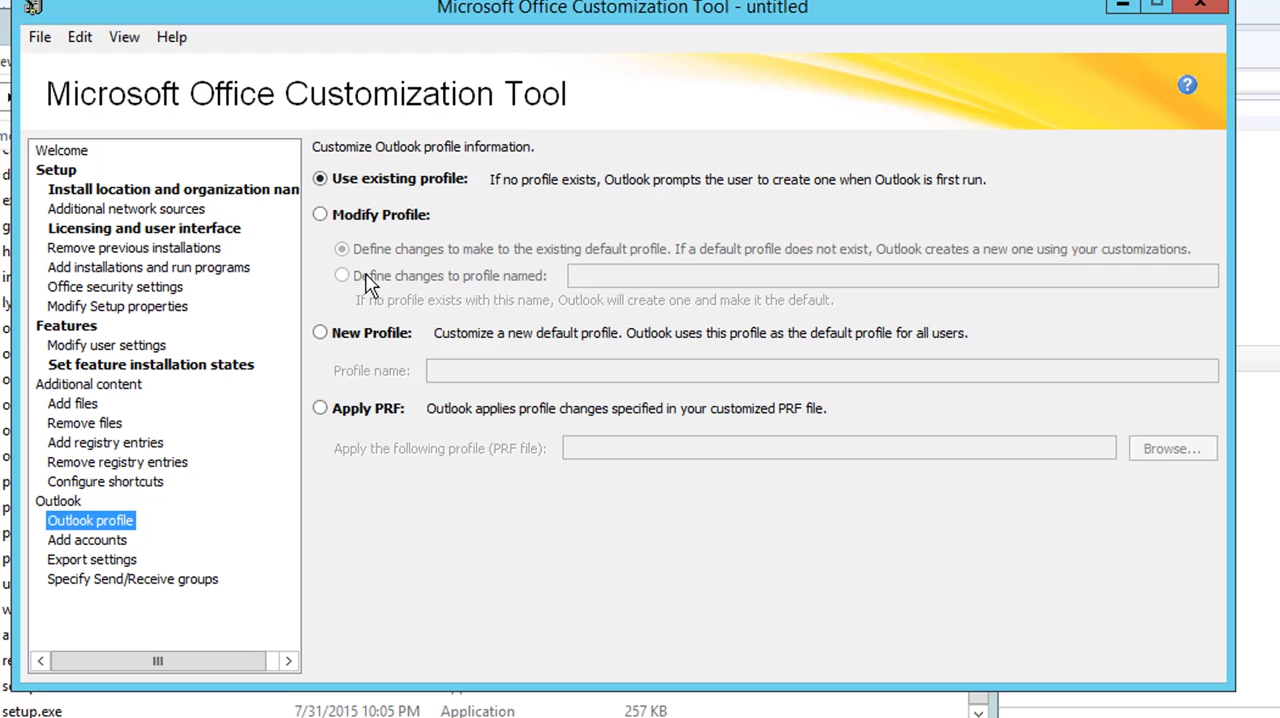 Microsoft Office Customization Tool - untitled
File Edit View Help
Microsoft Office Customization Tool
Welcome
Setup
Install location and organization nan
Additional network sources
Licensing and user interface
Remove previous installations
Add installations and run programs
Office security settings
Modify Setup properties
Features
Modify user settings
Set feature installation states
Additional content
Add files
Remove files
Add registry entries
Remove registry entries
Configure shortcuts
Outlook
Outlook profile
Add accounts
Export settings
Specify Send/Receive groups
Customize Outlook profile information.
Use existing profile: If no profile exists, Outlook prompts the user to create one when Outlook is first run.
Modify Profile:
Define changes to make to the existing default profile. If a default profile does not exist, Outlook creates a new one using your customizations.
Define changes to profile named:
If no profile exists with this name, Outlook will create one and make it the default.
New Profile: Customize a new default profile. Outlook uses this profile as the default profile for all users.
Profile name:
Apply PRF: Outlook applies profile changes specified in your customized PRF file.
Apply the following profile (PRF file): Browse...
setup.exe 7/31/2015 10:05 PM Application 257 KB